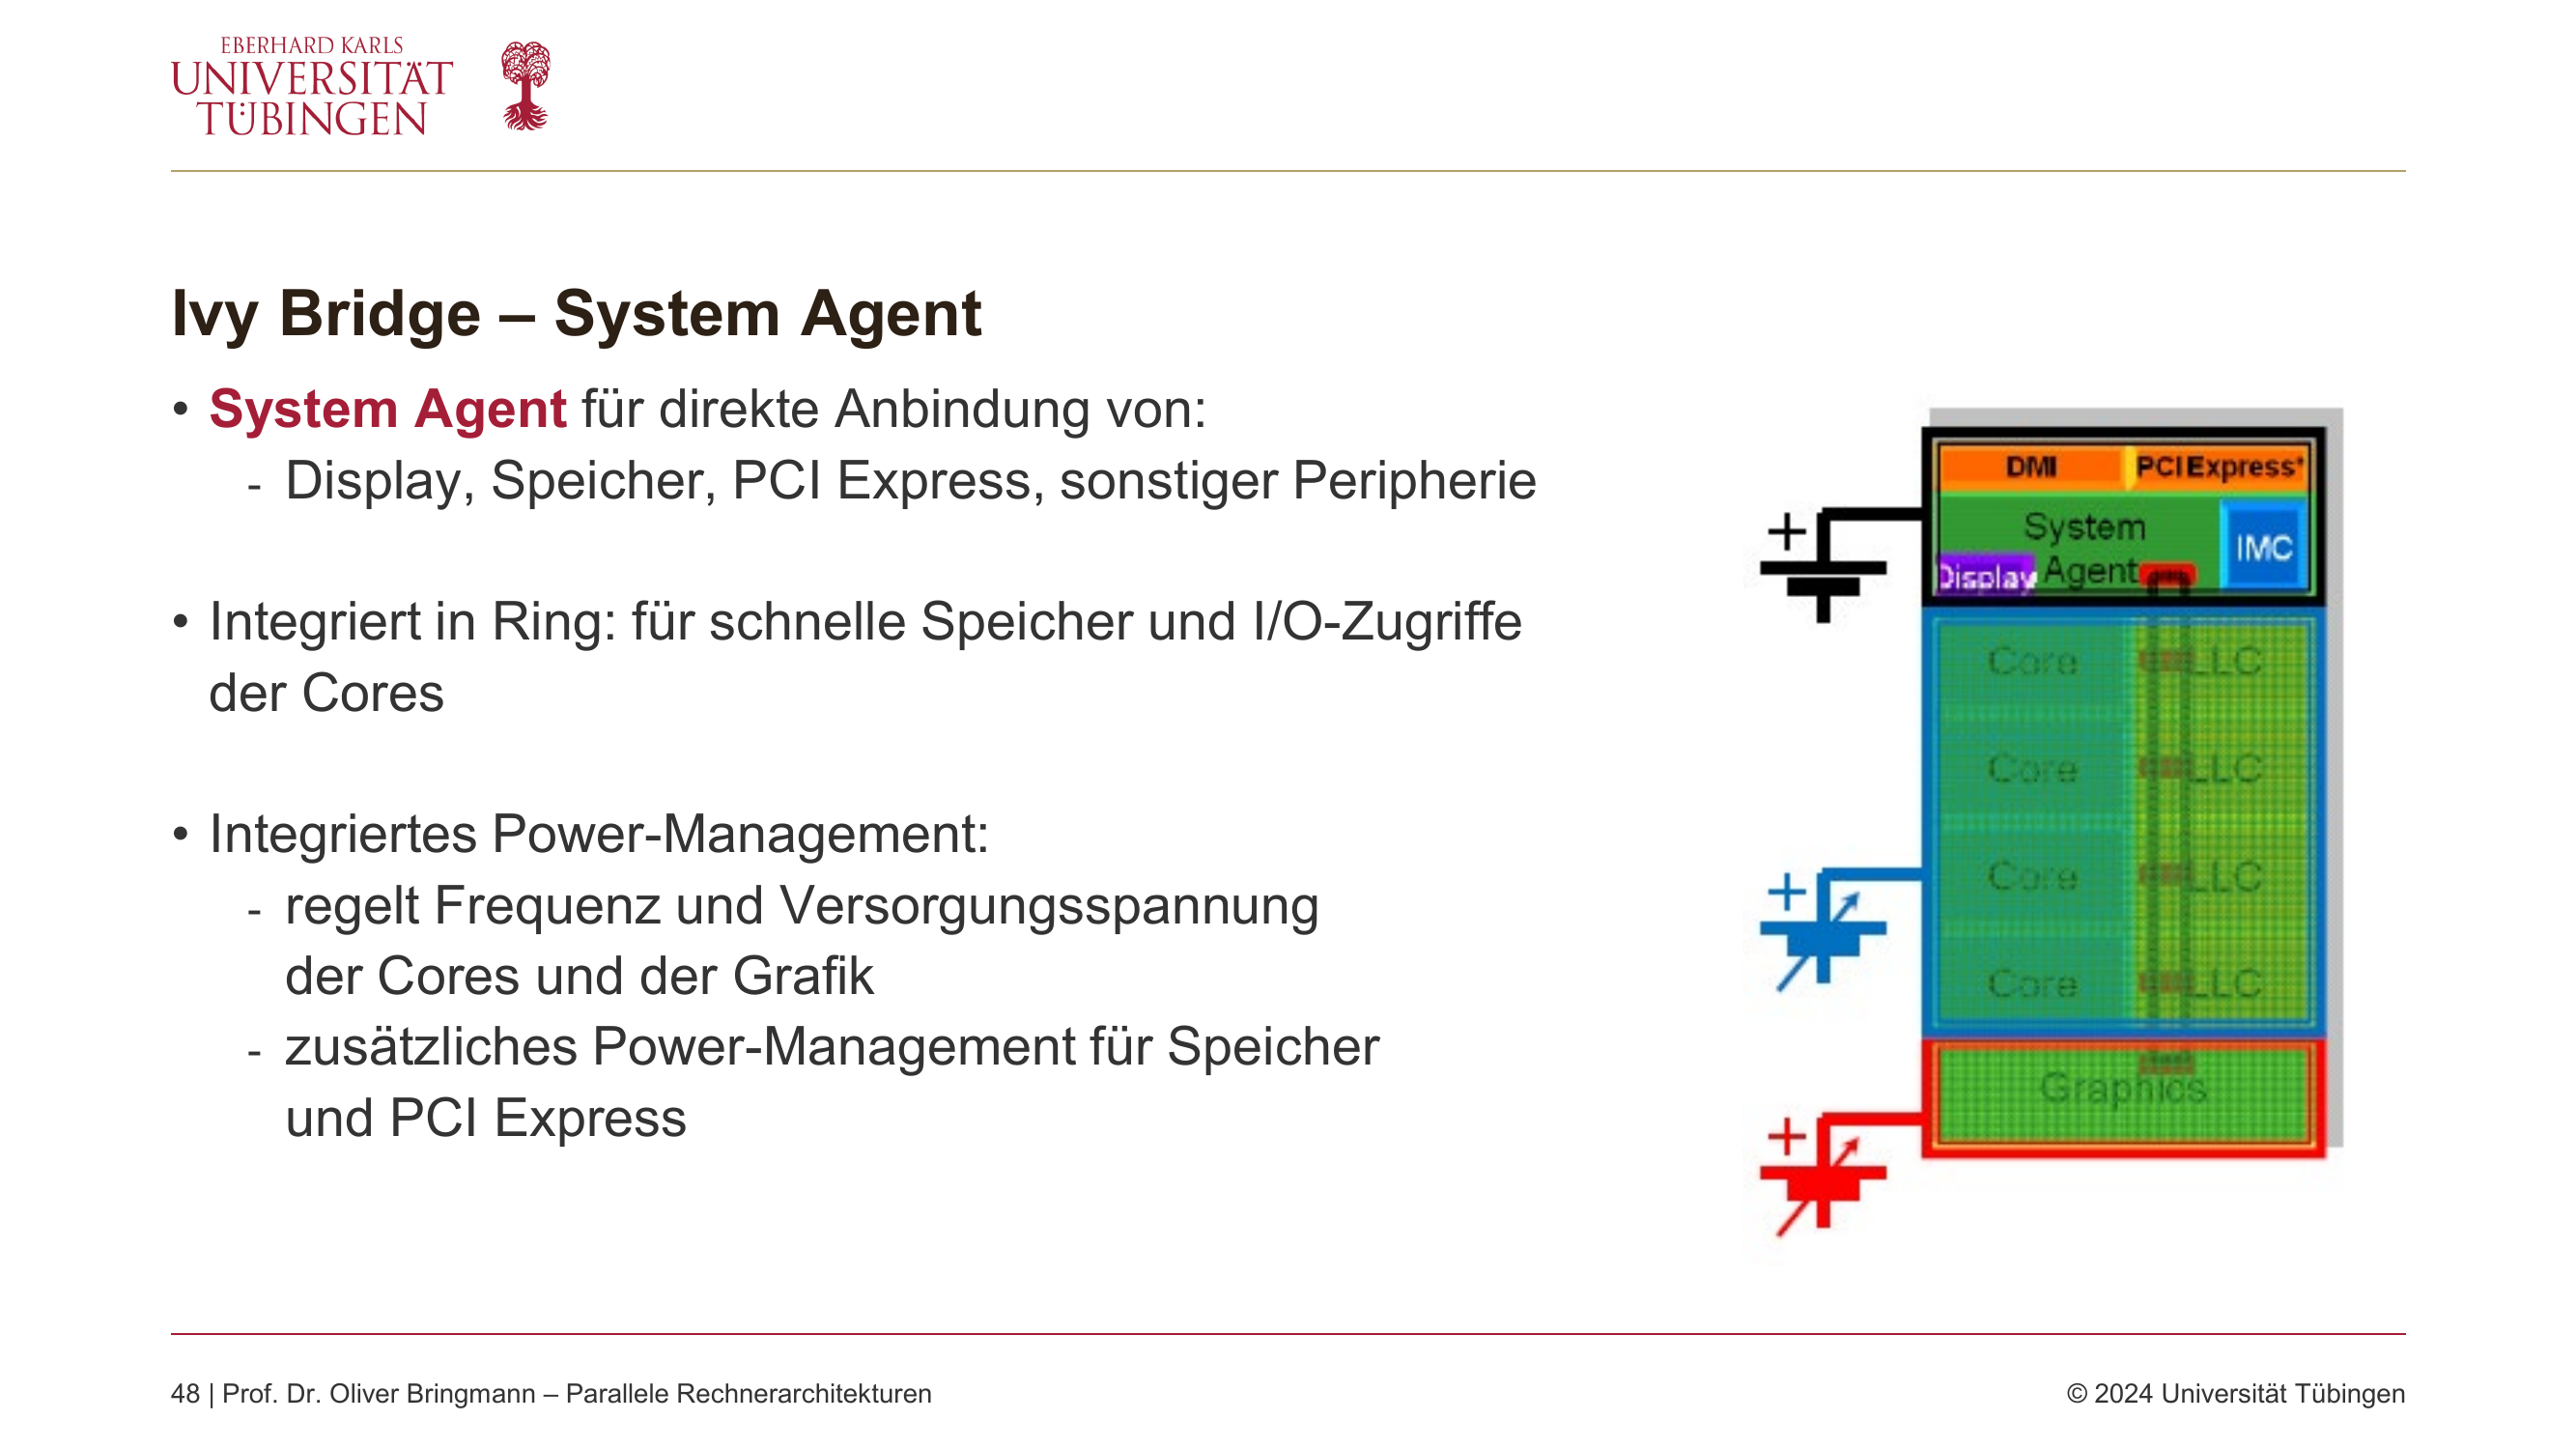 EBERHARD KARLS
UNIVERSITÄT
TÜBINGEN
Ivy Bridge – System Agent
• System Agent für direkte Anbindung von:
- Display, Speicher, PCI Express, sonstiger Peripherie
• Integriert in Ring: für schnelle Speicher und I/O-Zugriffe
der Cores
• Integriertes Power-Management:
- regelt Frequenz und Versorgungsspannung
der Cores und der Grafik
- zusätzliches Power-Management für Speicher
und PCI Express
DMI PCI Express*
System
Agent
IMC
Display
+
Core LLC
Core LLC
Core LLC
+
Core LLC
Graphics
+
48 | Prof. Dr. Oliver Bringmann – Parallele Rechnerarchitekturen
© 2024 Universität Tübingen